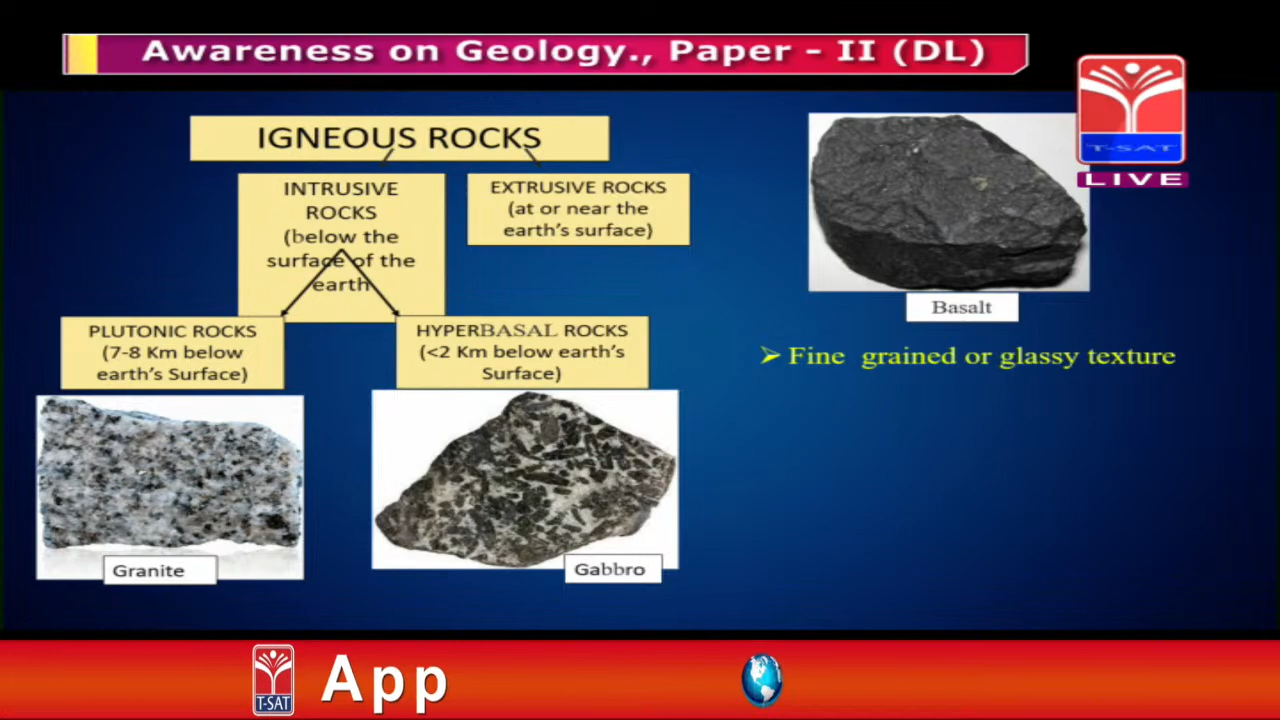 Awareness on Geology., Paper - II (DL)
T-SAT
LIVE
IGNEOUS ROCKS
INTRUSIVE
ROCKS
(below the
surface of the
earth
EXTRUSIVE ROCKS
(at or near the
earth's surface)
Basalt
PLUTONIC ROCKS
(7-8 Km below
earth's Surface)
HYPERBASAL ROCKS
(<2 Km below earth's
Surface)
➢ Fine grained or glassy texture
Granite
Gabbro
T-SAT
App